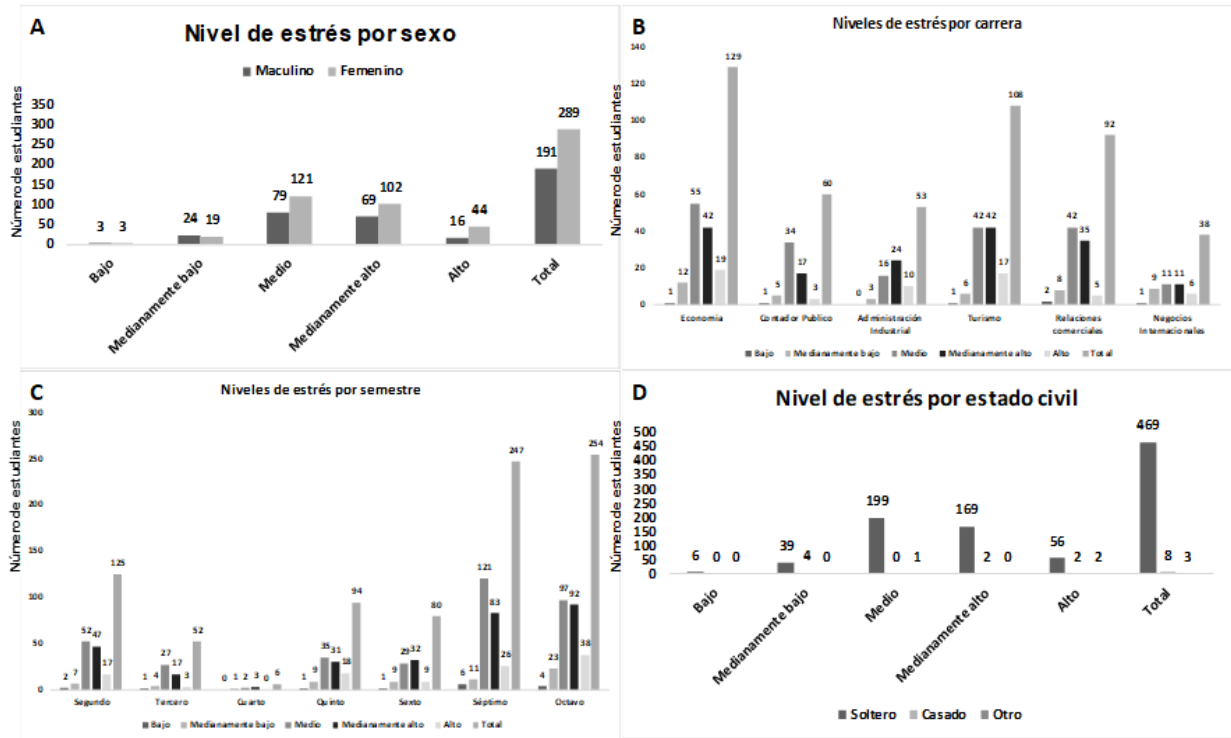 A
Nivel de estrés por sexo
Maculino Femenino
Número de estudiantes
350
300
250
200
150
100
50
0
3 3
24 19
79 121
69 102
16 44
191 289
Bajo
Medianamente bajo
Medio
Medianamente alto
Alto
Total
B
Niveles de estrés por carrera
Número de estudiantes
140
120
100
80
60
40
20
0
1 12 55 42 19 129
1 5 34 17 3 60
0 3 16 24 10 53
1 6 42 42 17 108
2 8 42 35 5 92
1 9 11 11 6 38
Economia Contador Publico Administración Turismo Relaciones Negocios
Industrial comerciales Internacionales
Bajo Medianamente bajo Medio Medianamente alto Alto Total
C
Niveles de estrés por semestre
Número de estudiantes
300
250
200
150
100
50
0
2 7 52 47 17 125
1 4 27 17 3 52
0 1 2 3 0 6
1 9 35 31 18 94
1 9 29 32 9 80
6 11 121 83 26 247
4 23 97 92 38 254
Segundo Tercero Cuarto Quinto Sexto Séptimo Octavo
Bajo Medianamente bajo Medio Medianamente alto Alto Total
D
Nivel de estrés por estado civil
Número de estudiantes
500
450
400
350
300
250
200
150
100
50
0
6 0 0
39 4 0
199 0 1
169 2 0
56 2 2
469 8 3
Bajo
Medianamente bajo
Medio
Medianamente alto
Alto
Total
Soltero Casado Otro